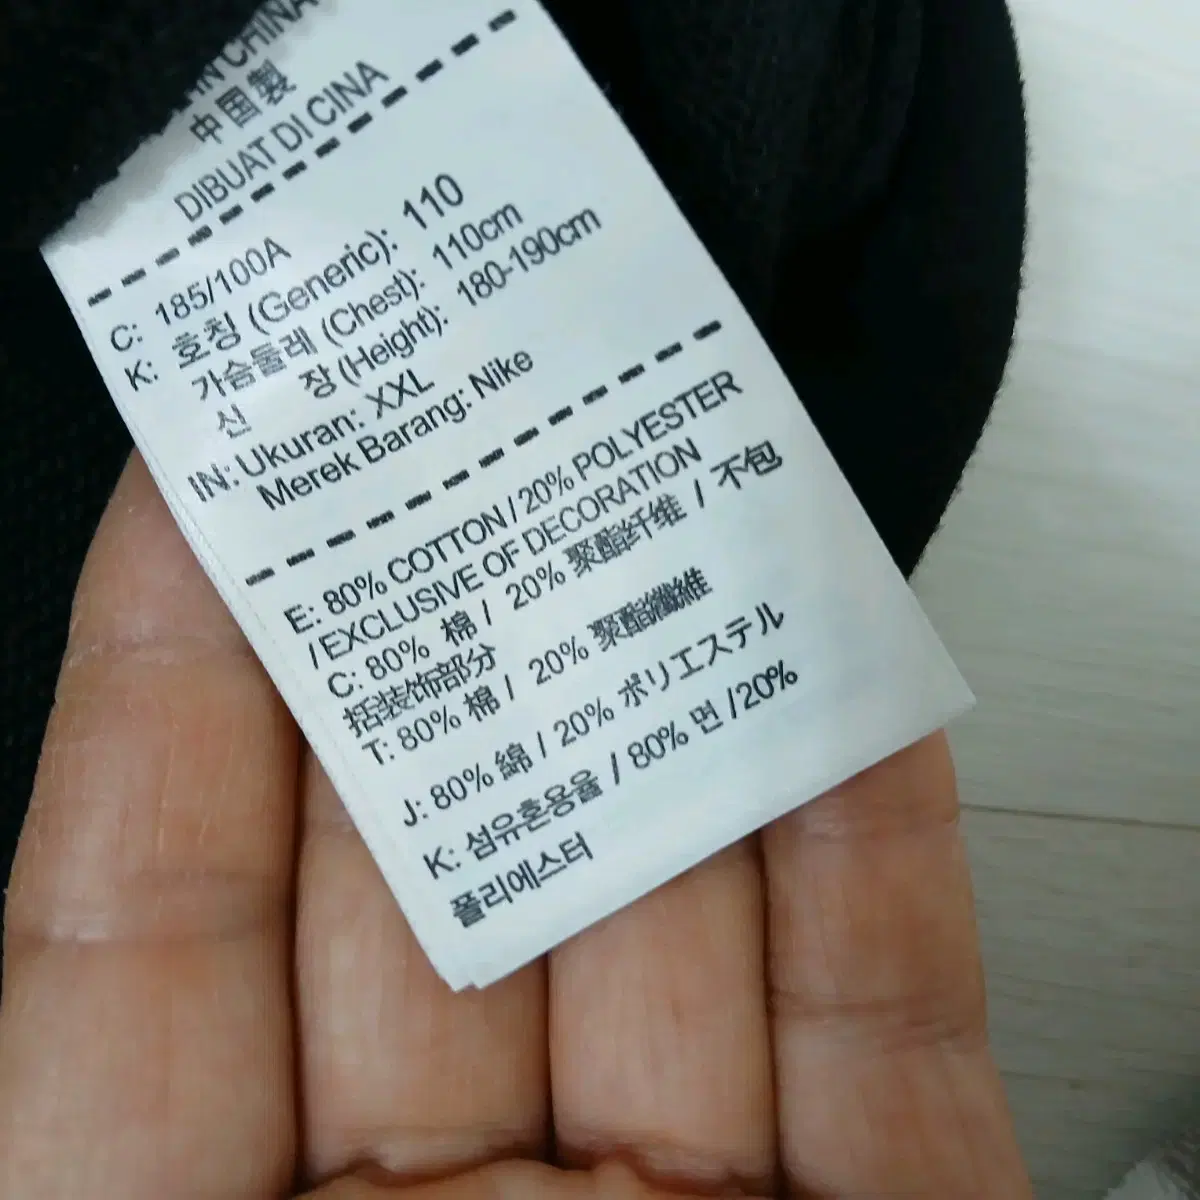 IN CHINA
中国製
DIBUAT DI CINA
C: 185/100A
K: 호칭 (Generic): 110
가슴둘레 (Chest): 110cm
신 장 (Height): 180-190cm
IN: Ukuran: XXL
Merek Barang: Nike
E: 80% COTTON / 20% POLYESTER
/ EXCLUSIVE OF DECORATION
C: 80% 棉 / 20% 聚酯纤维 / 不包
括装饰部分
T: 80% 棉 / 20% 聚酯纖維
J: 80% 綿 / 20% ポリエステル
K: 섬유혼용율 / 80% 면 /20%
폴리에스터